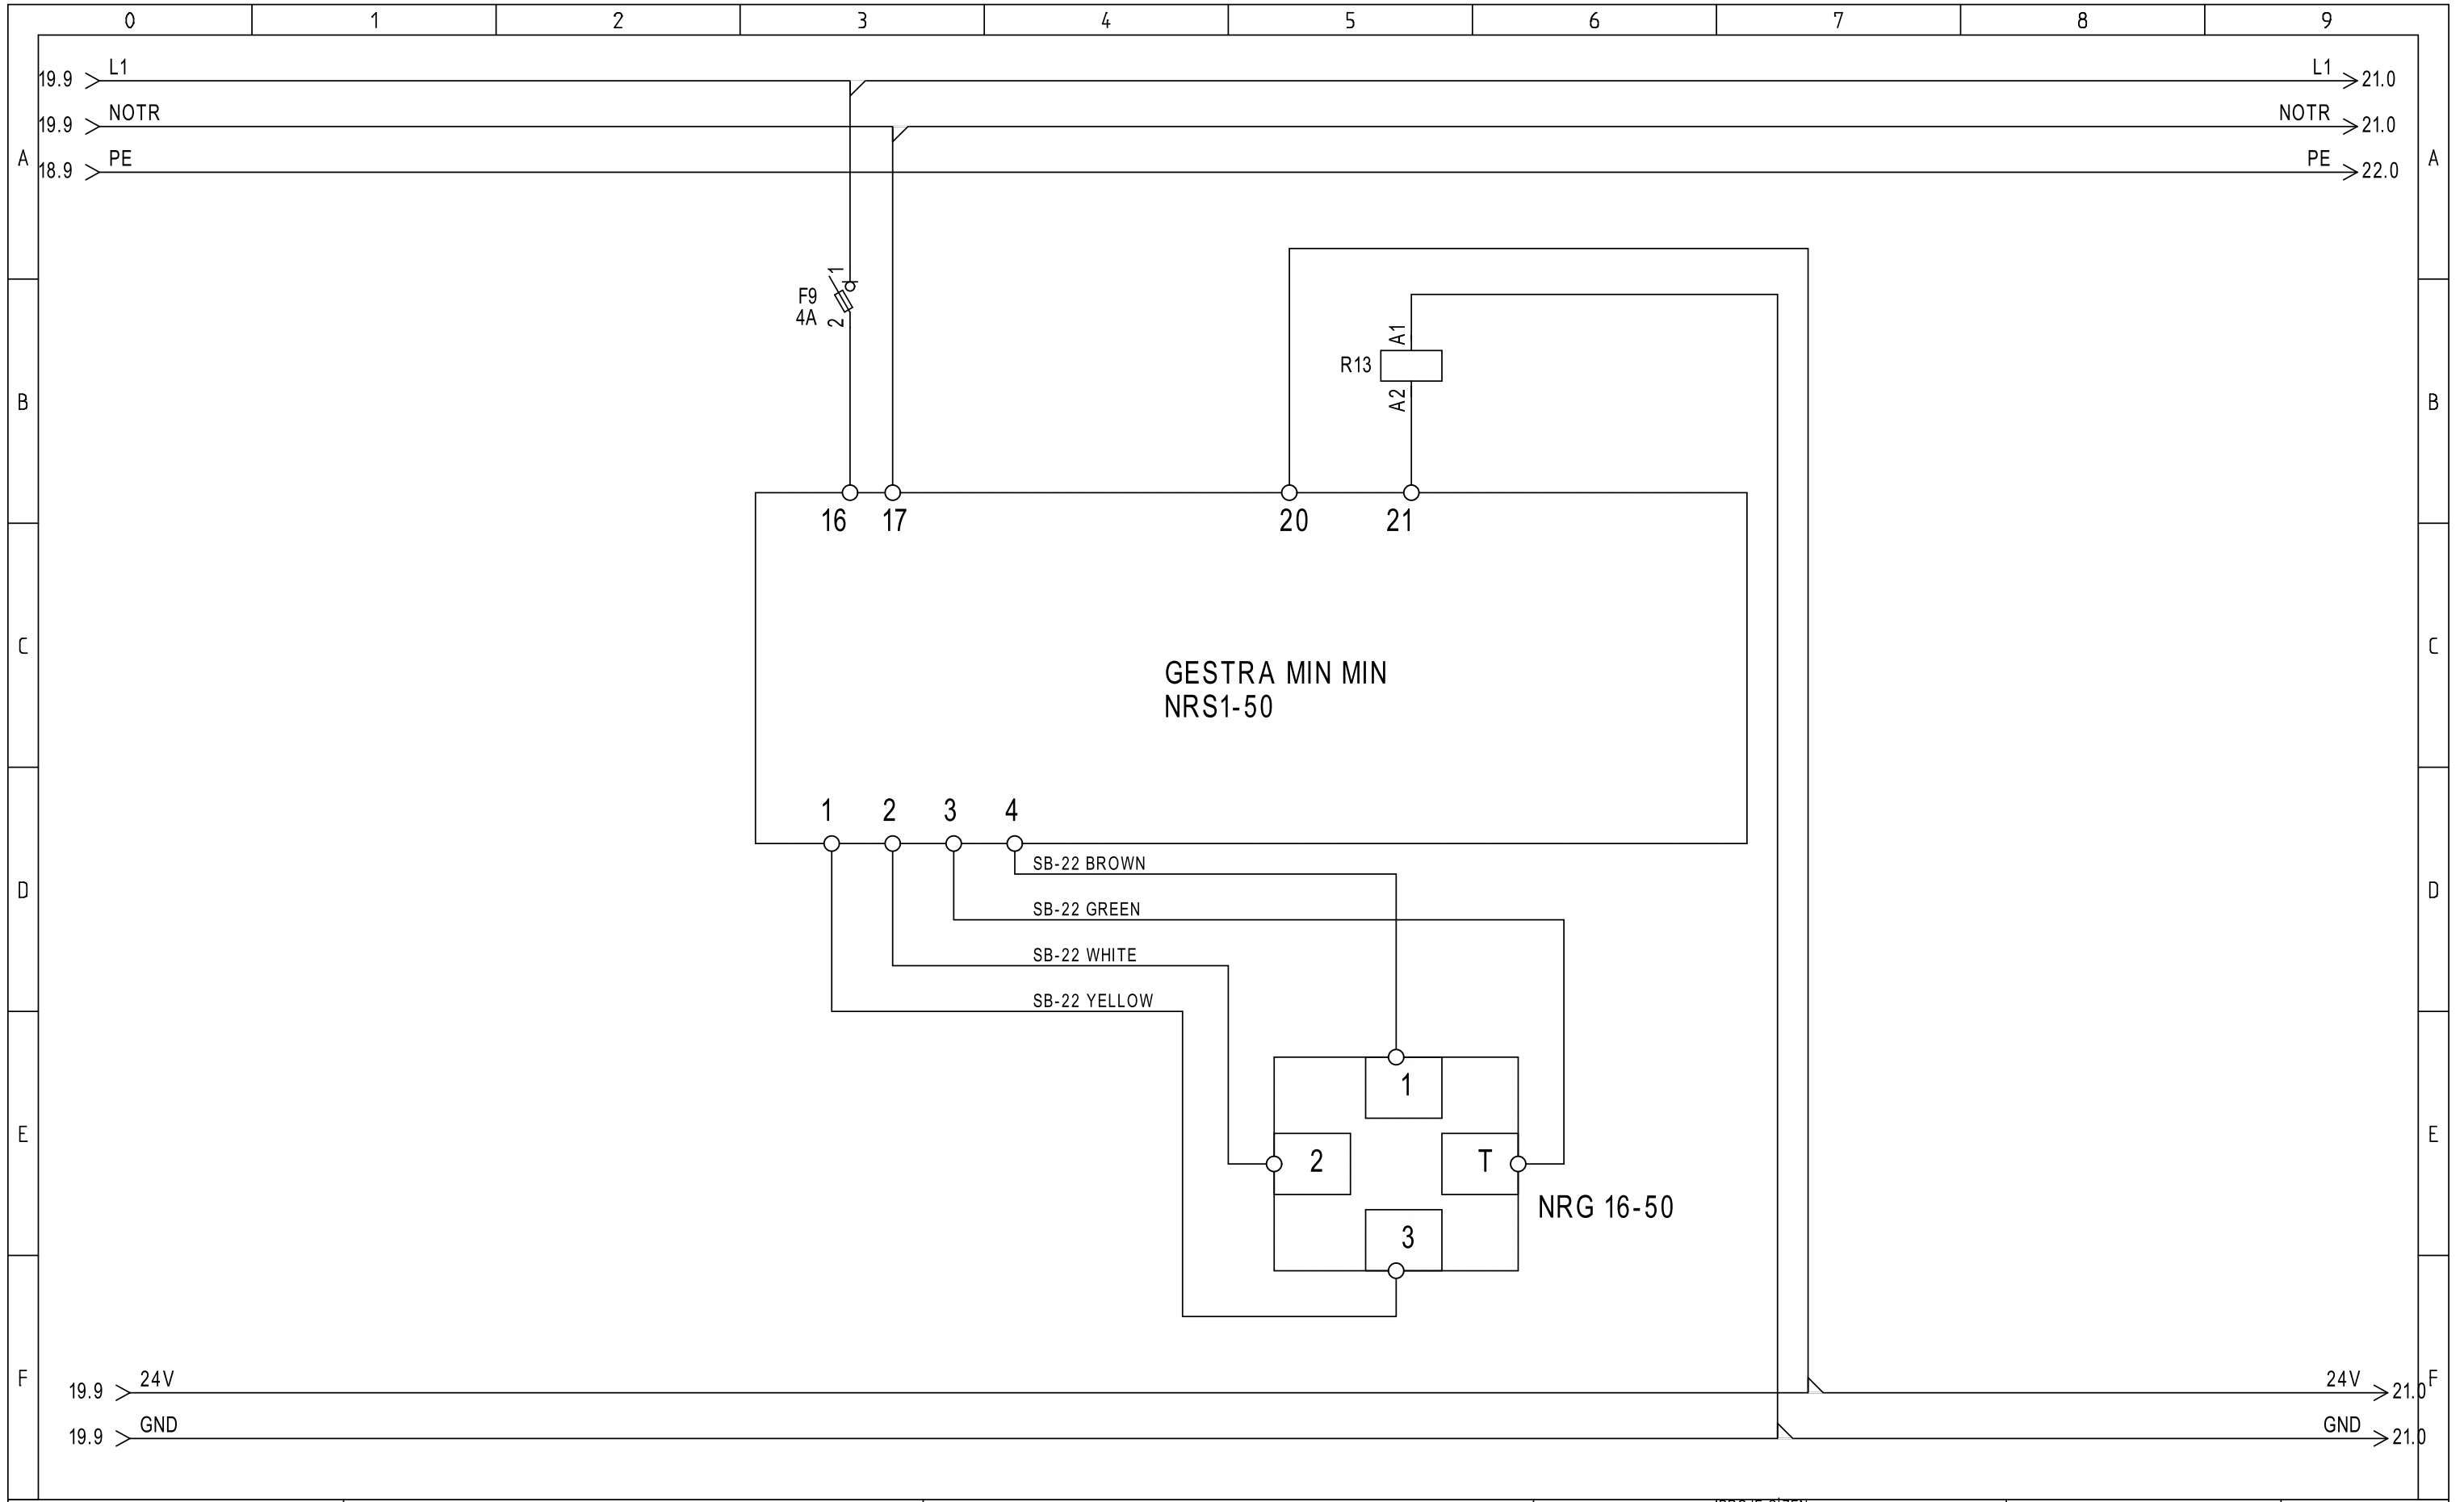 0 1 2 3 4 5 6 7 8 9
L1 L1
19.9 21.0
NOTR NOTR
19.9 21.0
PE PE
A 18.9 22.0 A
1
F9
4A 2
A1
R13
A2
B B
16 17 20 21
C C
GESTRA MIN MIN
NRS1-50
1 2 3 4
SB-22 BROWN
D D
SB-22 GREEN
SB-22 WHITE
SB-22 YELLOW
1
E E
2 T
NRG 16-50
3
F 24V 24V F
19.9 21.0
GND GND
19.9 21.0